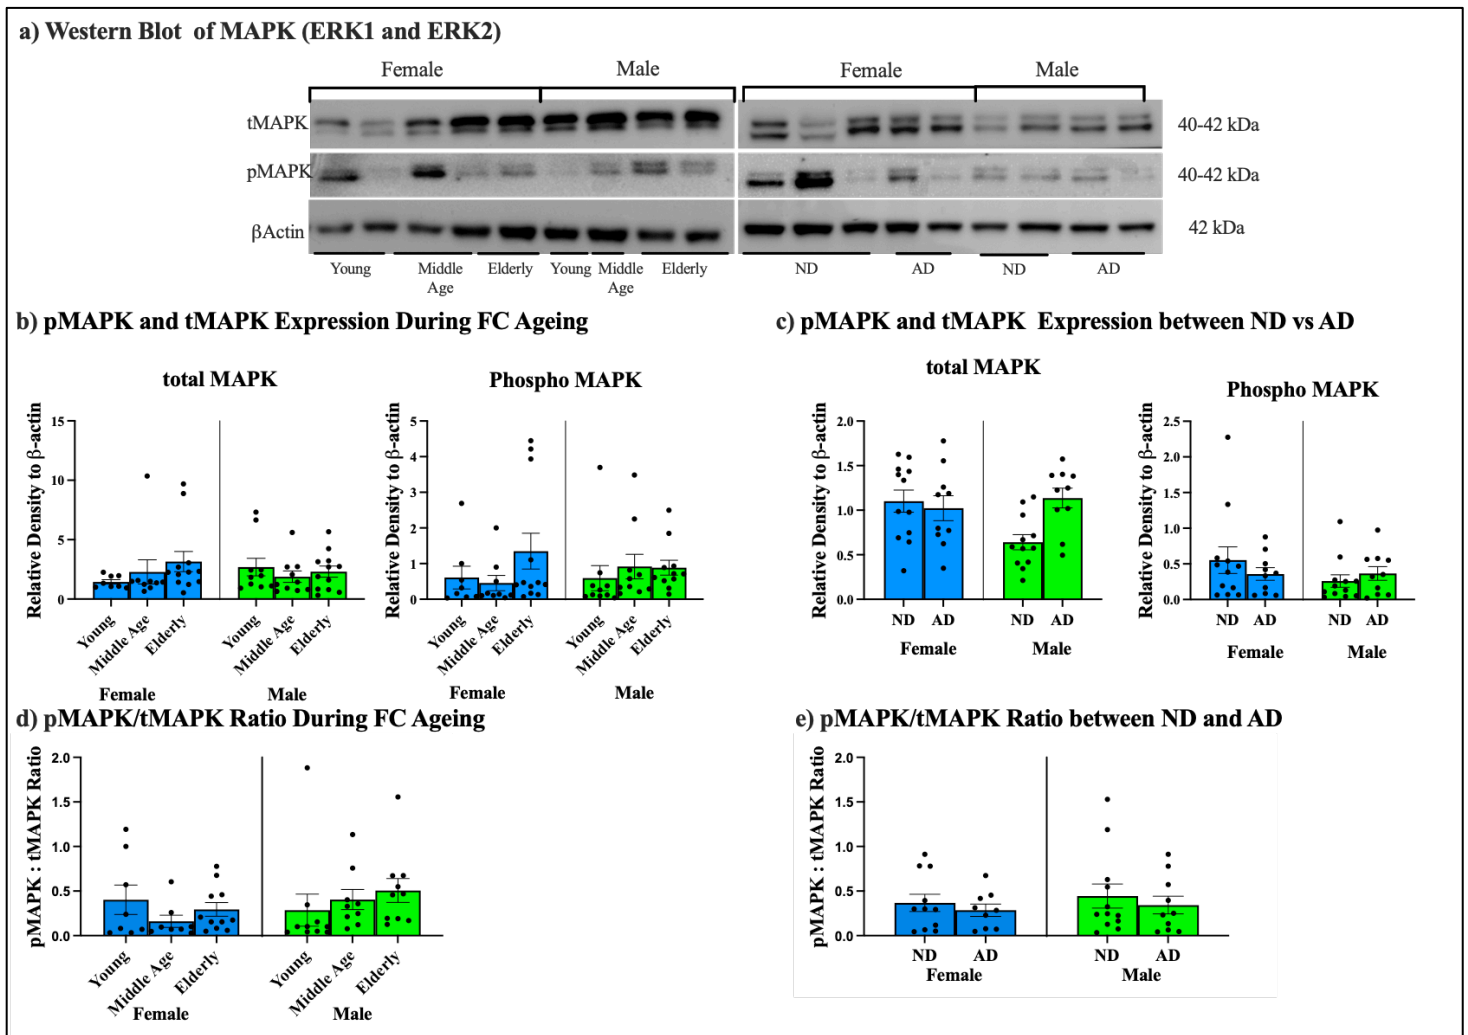 a) Western Blot of MAPK (ERK1 and ERK2)
Female Male Female Male
tMAPK 40-42 kDa
pMAPK 40-42 kDa
βActin 42 kDa
Young Middle Age Elderly Young Middle Age Elderly ND AD ND AD
b) pMAPK and tMAPK Expression During FC Ageing
total MAPK
Relative Density to β-actin
15
10
5
0
Young Middle Age Elderly Young Middle Age Elderly
Female Male
Phospho MAPK
Relative Density to β-actin
5
4
3
2
1
0
Young Middle Age Elderly Young Middle Age Elderly
Female Male
c) pMAPK and tMAPK Expression between ND vs AD
total MAPK
Relative Density to β-actin
2.0
1.5
1.0
0.5
0.0
ND AD ND AD
Female Male
Phospho MAPK
Relative Density to β-actin
2.5
2.0
1.5
1.0
0.5
0.0
ND AD ND AD
Female Male
d) pMAPK/tMAPK Ratio During FC Ageing
pMAPK : tMAPK Ratio
2.0
1.5
1.0
0.5
0.0
Young Middle Age Elderly Young Middle Age Elderly
Female Male
e) pMAPK/tMAPK Ratio between ND and AD
pMAPK : tMAPK Ratio
2.0
1.5
1.0
0.5
0.0
ND AD ND AD
Female Male